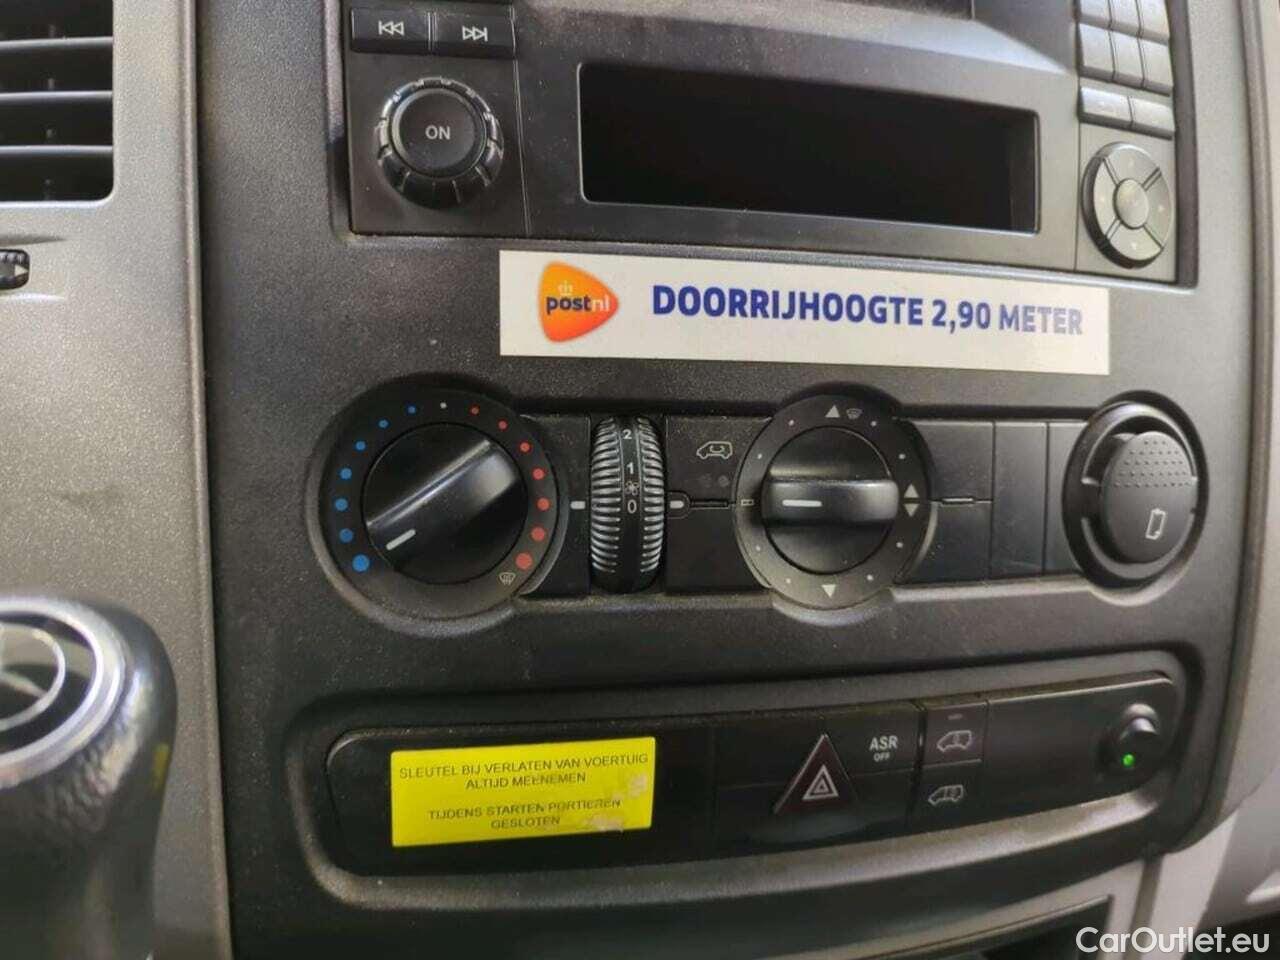 ON
postnl DOORRIJHOOGTE 2,90 METER
2
1
0
ASR
OFF
SLEUTEL BIJ VERLATEN VAN VOERTUIG
ALTIJD MEENEMEN
TIJDENS STARTEN PORTIEREN
GESLOTEN
CarOutlet.eu